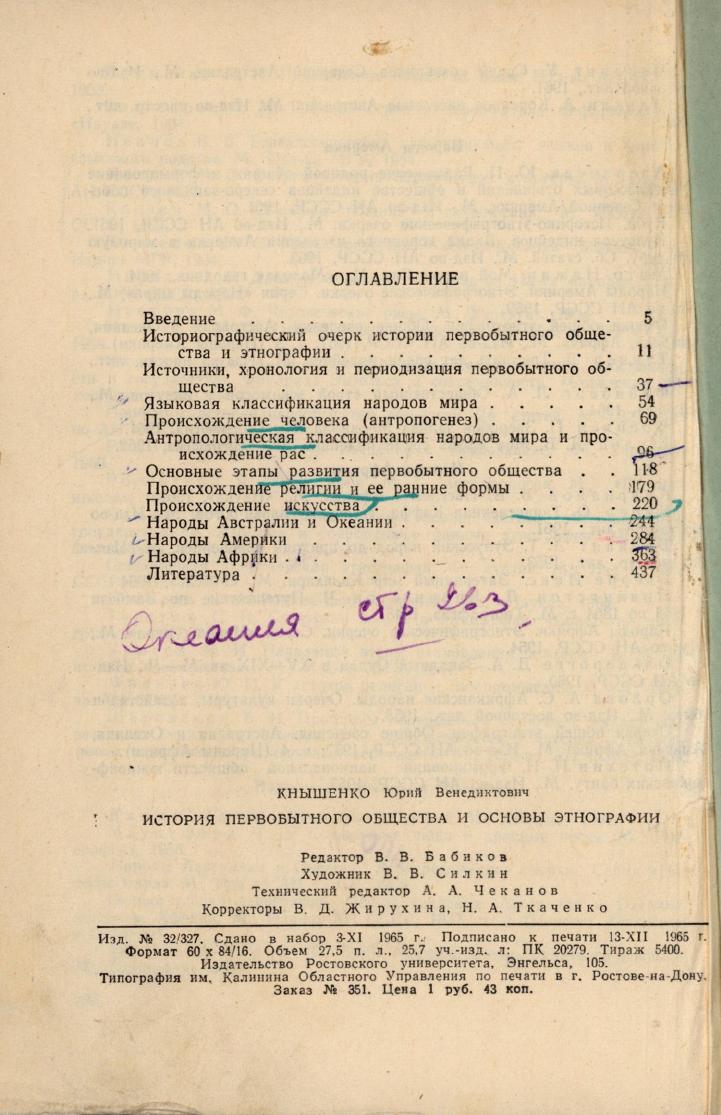 ОГЛАВЛЕНИЕ
Введение . . . . . . . . . . . 5
Историографический очерк истории первобытного обще-
ства и этнографии . . . . . . . . . 11
Источники, хронология и периодизация первобытного об-
щества . . . . . . . . . . . 37
Языковая классификация народов мира . . . . 54
Происхождение человека (антропогенез) . . . . . 69
Антропологическая классификация народов мира и про-
исхождение рас . . . . . . . . . . 96
Основные этапы развития первобытного общества . . 118
Происхождение религии и ее ранние формы . . . . 179
Происхождение искусства . . . . . . . . 220
Народы Австралии и Океании . . . . . . . 244
Народы Америки . . . . . . . . . . 284
Народы Африки . . . . . . . . . . 363
Литература . . . . . . . . . . . 437
Океания стр 263
КНЫШЕНКО Юрий Венедиктович
ИСТОРИЯ ПЕРВОБЫТНОГО ОБЩЕСТВА И ОСНОВЫ ЭТНОГРАФИИ
Редактор В. В. Бабиков
Художник В. В. Силкин
Технический редактор А. А. Чеканов
Корректоры В. Д. Жирухина, Н. А. Ткаченко
Изд. № 32/327. Сдано в набор 3-XI 1965 г. Подписано к печати 13-XII 1965 г.
Формат 60 х 84/16. Объем 27,5 п. л., 25,7 уч.-изд. л: ПК 20279. Тираж 5400.
Издательство Ростовского университета, Энгельса, 105.
Типография им. Калинина Областного Управления по печати в г. Ростове-на-Дону.
Заказ № 351. Цена 1 руб. 43 коп.